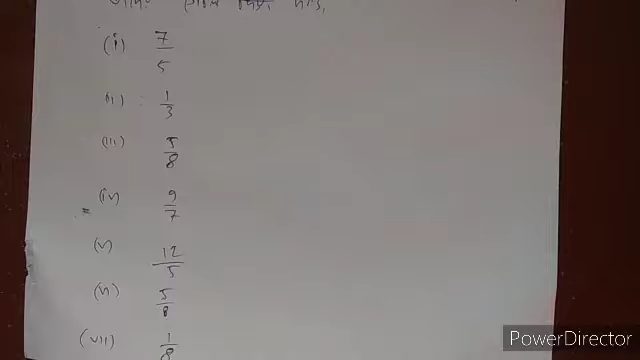 (i) 7/5
(ii) 1/3
(iii) 5/8
(iv) 9/7
(v) 12/5
(vi) 5/8
(vii) 1/8
PowerDirector